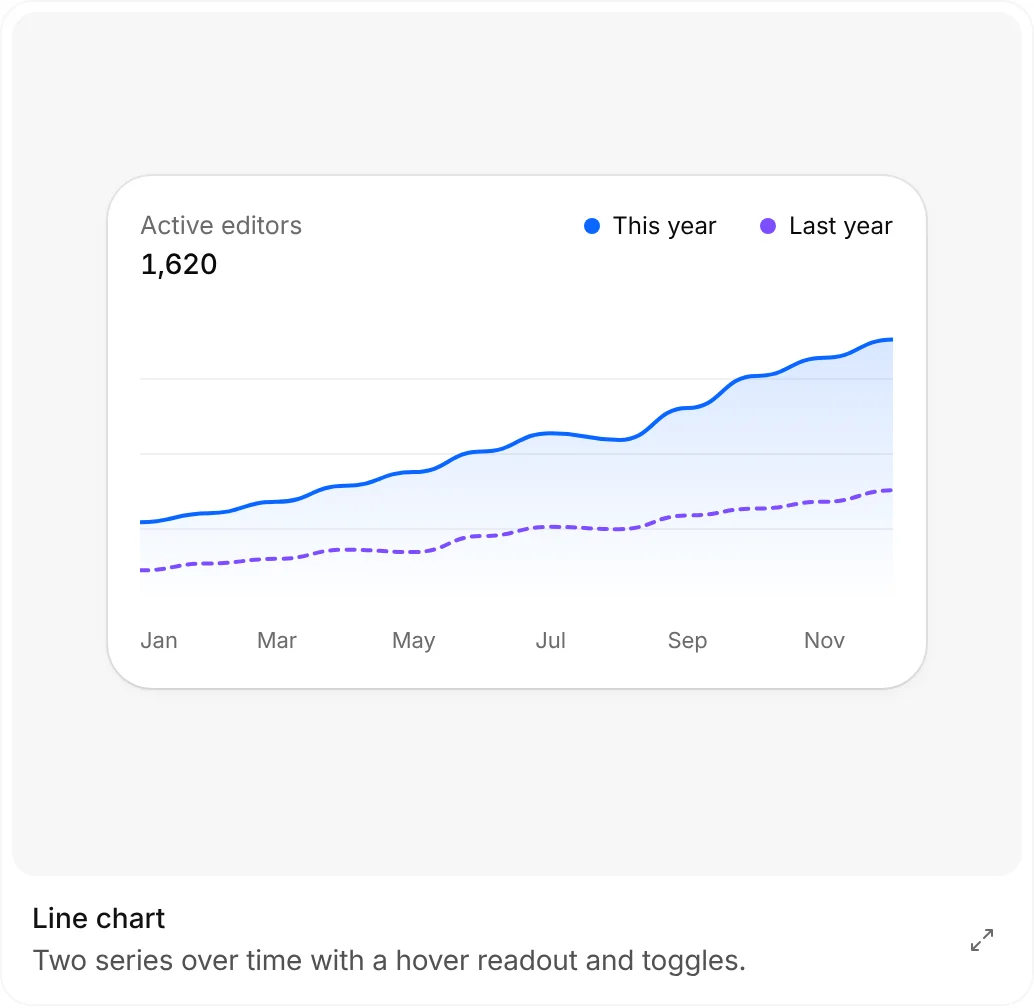 Active editors
This year
Last year
1,620
Jan Mar May Jul Sep Nov
Line chart
Two series over time with a hover readout and toggles.